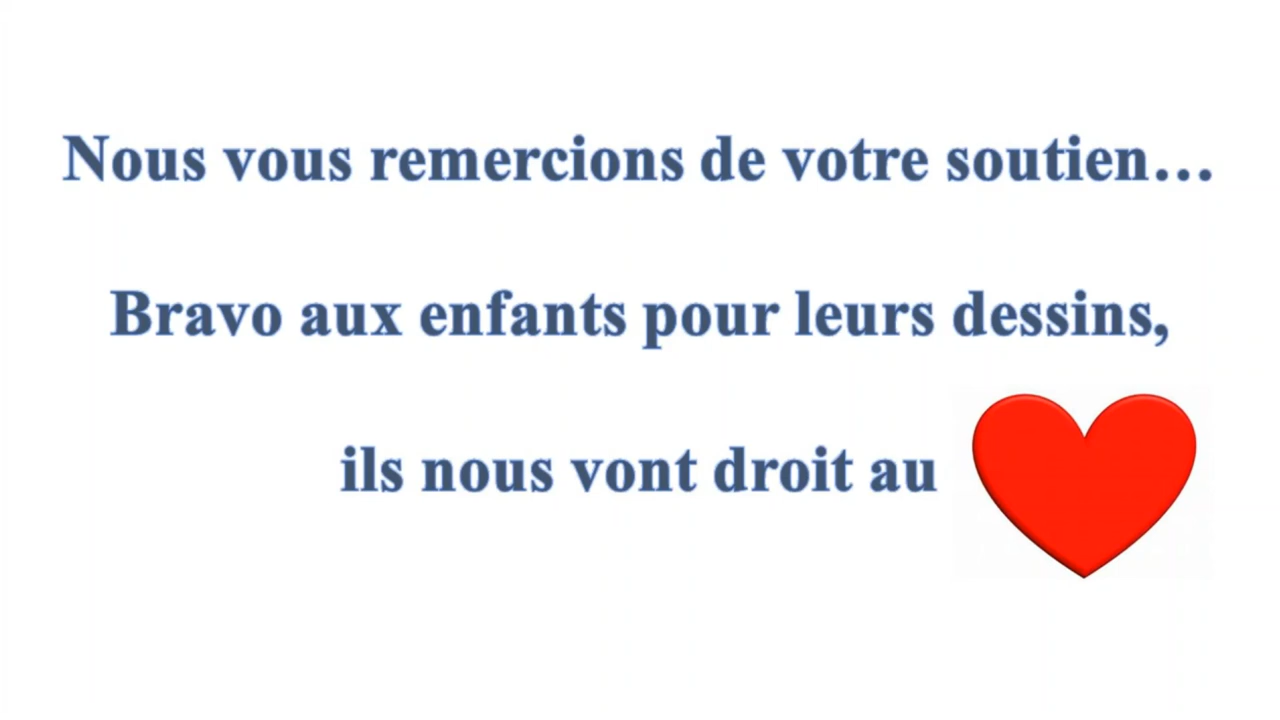 Nous vous remercions de votre soutien…
Bravo aux enfants pour leurs dessins,
ils nous vont droit au